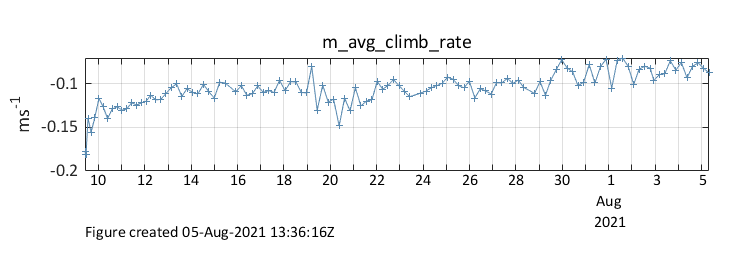 m_avg_climb_rate
ms⁻¹
-0.1
-0.15
-0.2
10 12 14 16 18 20 22 24 26 28 30 1 3 5
Aug
2021
Figure created 05-Aug-2021 13:36:16Z